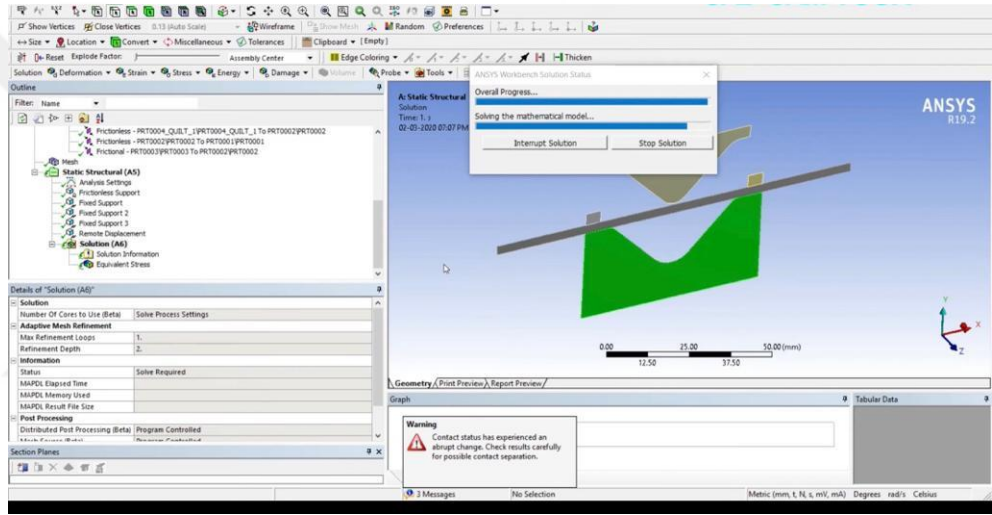 Show Vertices Close Vertices 0.13 (Auto Scale) Wireframe Show Mesh Random Preferences
Size Location Convert Miscellaneous Tolerances Clipboard [Empty]
Reset Explode Factor: Assembly Center Edge Coloring Thicken
Solution Deformation Strain Stress Energy Damage Volume Probe Tools
Outline
Filter: Name
Frictionless - PRT0004_QUILT_1\PRT0004_QUILT_1 To PRT0002\PRT0002
Frictionless - PRT0002\PRT0002 To PRT0001\PRT0001
Frictional - PRT0003\PRT0003 To PRT0002\PRT0002
Mesh
Static Structural (A5)
Analysis Settings
Frictionless Support
Fixed Support
Fixed Support 2
Fixed Support 3
Remote Displacement
Solution (A6)
Solution Information
Equivalent Stress
Details of "Solution (A6)"
Solution
Number Of Cores to Use (Beta) Solve Process Settings
Adaptive Mesh Refinement
Max Refinement Loops 1.
Refinement Depth 2.
Information
Status Solve Required
MAPDL Elapsed Time
MAPDL Memory Used
MAPDL Result File Size
Post Processing
Distributed Post Processing (Beta) Program Controlled
Section Planes
A: Static Structural
Solution
Time: 1. s
02-03-2020 07:07 PM
ANSYS Workbench Solution Status
Overall Progress...
Solving the mathematical model...
Interrupt Solution Stop Solution
ANSYS
R19.2
Y
X
Z
0.00 25.00 50.00 (mm)
12.50 37.50
Geometry Print Preview Report Preview
Graph
Tabular Data
Warning
Contact status has experienced an
abrupt change. Check results carefully
for possible contact separation.
3 Messages No Selection Metric (mm, t, N, s, mV, mA) Degrees rad/s Celsius